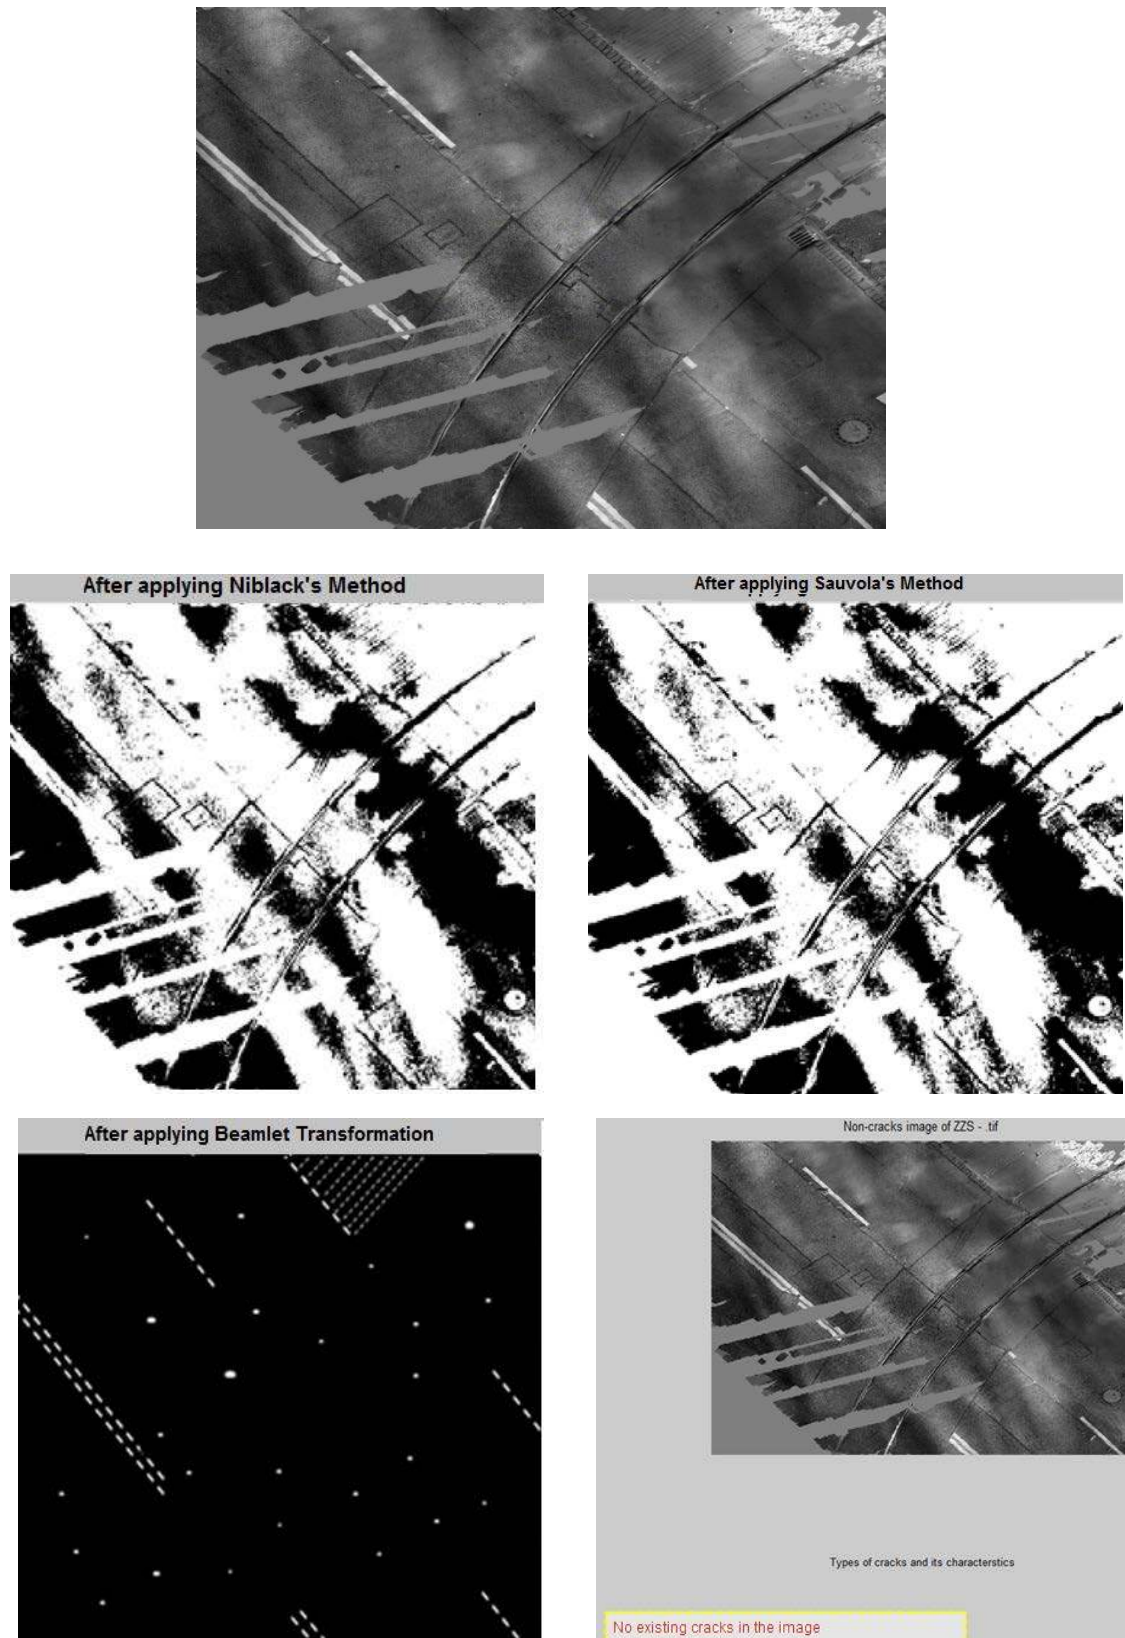 After applying Niblack's Method
After applying Sauvola's Method
After applying Beamlet Transformation
Non-cracks image of ZZS - .tif
Types of cracks and its characterstics
No existing cracks in the image